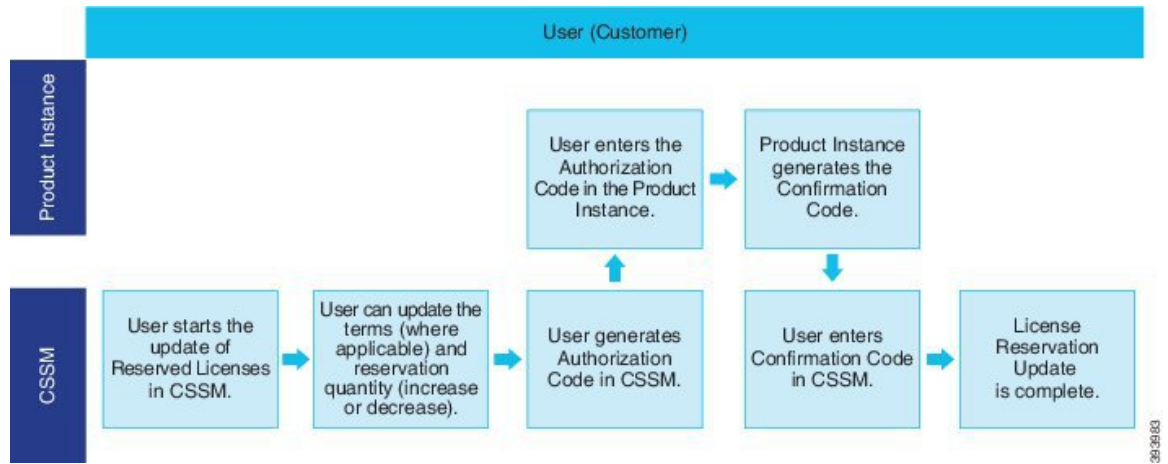 User (Customer)
Product Instance
User enters the
Authorization
Code in the Product
Instance.
Product Instance
generates the
Confirmation
Code.
CSSM
User starts the
update of
Reserved Licenses
in CSSM.
User can update the
terms (where
applicable) and
reservation
quantity (increase
or decrease).
User generates
Authorization
Code in CSSM.
User enters
Confirmation Code
in CSSM.
License
Reservation
Update
is complete.
393983